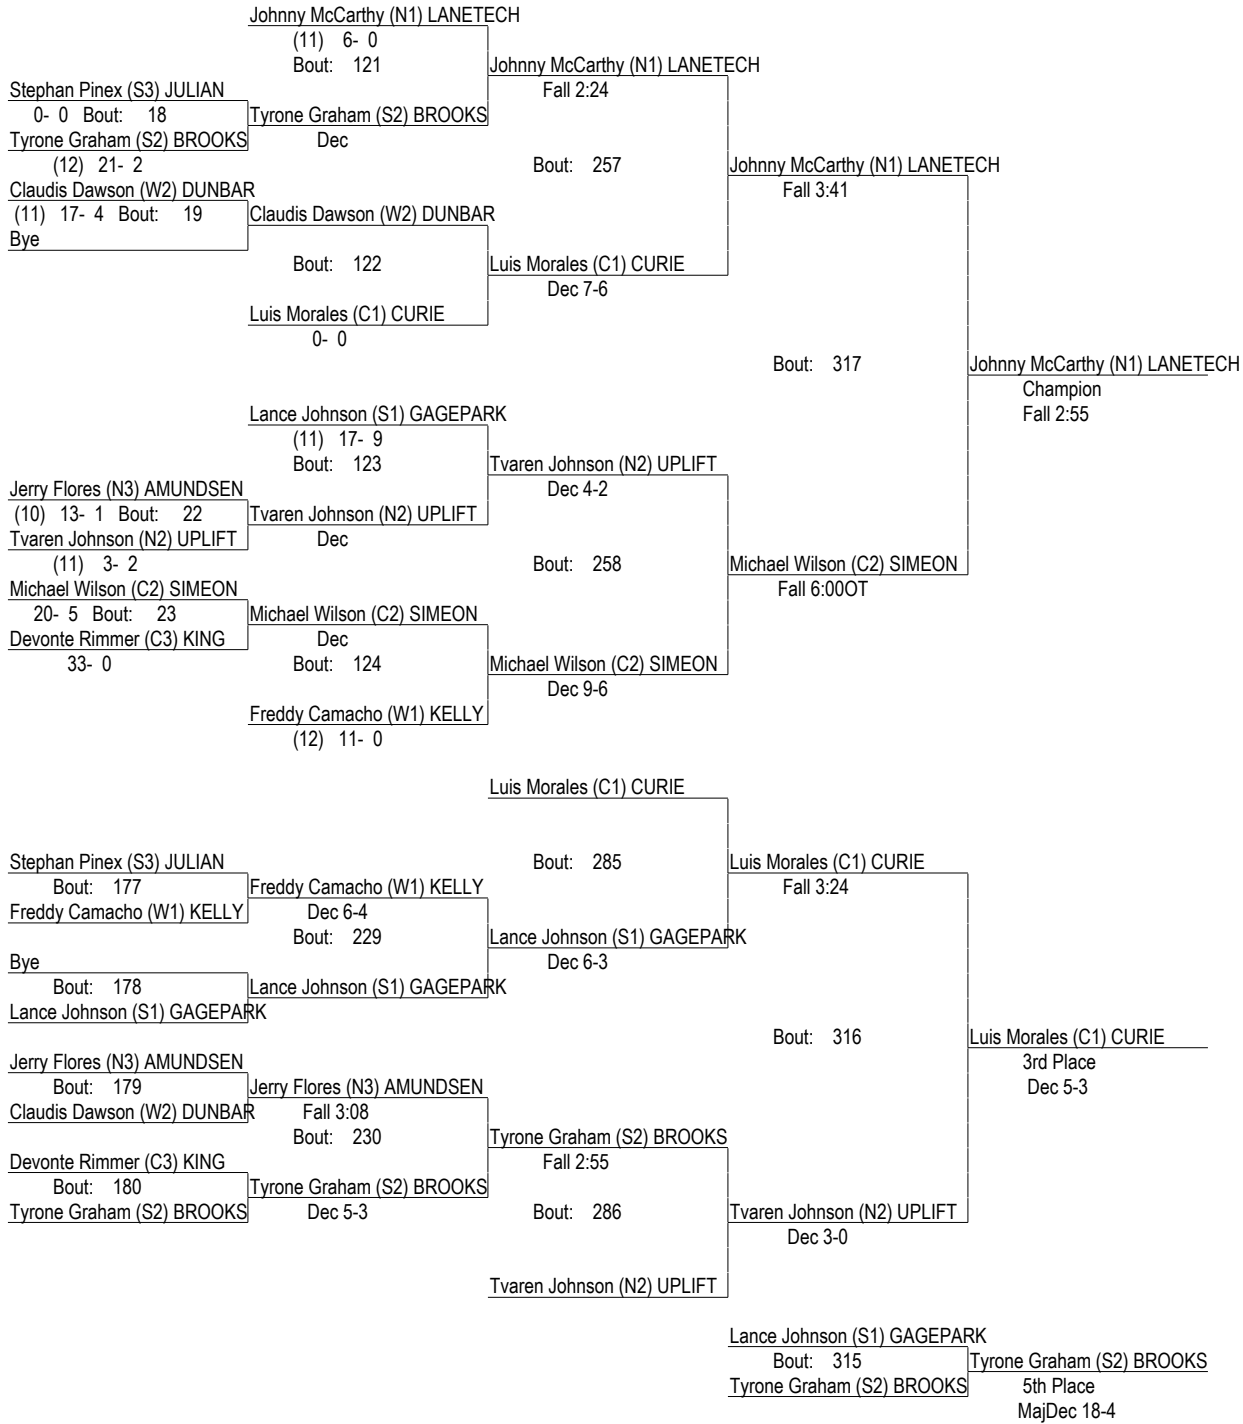 Johnny McCarthy (N1) LANETECH
(11) 6- 0
Bout: 121
Johnny McCarthy (N1) LANETECH
Fall 2:24
Stephan Pinex (S3) JULIAN
0- 0 Bout: 18
Tyrone Graham (S2) BROOKS
Tyrone Graham (S2) BROOKS
Dec
(12) 21- 2
Bout: 257
Johnny McCarthy (N1) LANETECH
Fall 3:41
Claudis Dawson (W2) DUNBAR
(11) 17- 4 Bout: 19
Claudis Dawson (W2) DUNBAR
Bye
Bout: 122
Luis Morales (C1) CURIE
Dec 7-6
Luis Morales (C1) CURIE
0- 0
Bout: 317
Johnny McCarthy (N1) LANETECH
Champion
Fall 2:55
Lance Johnson (S1) GAGEPARK
(11) 17- 9
Bout: 123
Tvaren Johnson (N2) UPLIFT
Dec 4-2
Jerry Flores (N3) AMUNDSEN
(10) 13- 1 Bout: 22
Tvaren Johnson (N2) UPLIFT
Tvaren Johnson (N2) UPLIFT
Dec
(11) 3- 2
Bout: 258
Michael Wilson (C2) SIMEON
Fall 6:00OT
Michael Wilson (C2) SIMEON
20- 5 Bout: 23
Michael Wilson (C2) SIMEON
Devonte Rimmer (C3) KING
Dec
33- 0
Bout: 124
Michael Wilson (C2) SIMEON
Dec 9-6
Freddy Camacho (W1) KELLY
(12) 11- 0
Luis Morales (C1) CURIE
Bout: 285
Luis Morales (C1) CURIE
Fall 3:24
Stephan Pinex (S3) JULIAN
Bout: 177
Freddy Camacho (W1) KELLY
Freddy Camacho (W1) KELLY
Dec 6-4
Bout: 229
Lance Johnson (S1) GAGEPARK
Dec 6-3
Bye
Bout: 178
Lance Johnson (S1) GAGEPARK
Lance Johnson (S1) GAGEPARK
Bout: 316
Luis Morales (C1) CURIE
3rd Place
Dec 5-3
Jerry Flores (N3) AMUNDSEN
Bout: 179
Jerry Flores (N3) AMUNDSEN
Claudis Dawson (W2) DUNBAR
Fall 3:08
Bout: 230
Tyrone Graham (S2) BROOKS
Fall 2:55
Devonte Rimmer (C3) KING
Bout: 180
Tyrone Graham (S2) BROOKS
Tyrone Graham (S2) BROOKS
Dec 5-3
Bout: 286
Tvaren Johnson (N2) UPLIFT
Dec 3-0
Tvaren Johnson (N2) UPLIFT
Lance Johnson (S1) GAGEPARK
Bout: 315
Tyrone Graham (S2) BROOKS
Tyrone Graham (S2) BROOKS
5th Place
MajDec 18-4